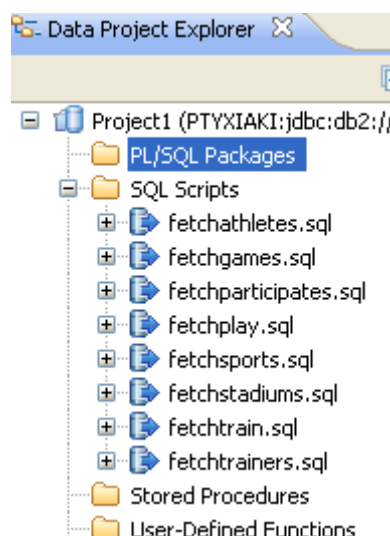 Data Project Explorer
Project1 (PTYXIAKI:jdbc:db2:/
PL/SQL Packages
SQL Scripts
fetchathletes.sql
fetchgames.sql
fetchparticipates.sql
fetchplay.sql
fetchsports.sql
fetchstadiums.sql
fetchtrain.sql
fetchtrainers.sql
Stored Procedures
User-Defined Functions